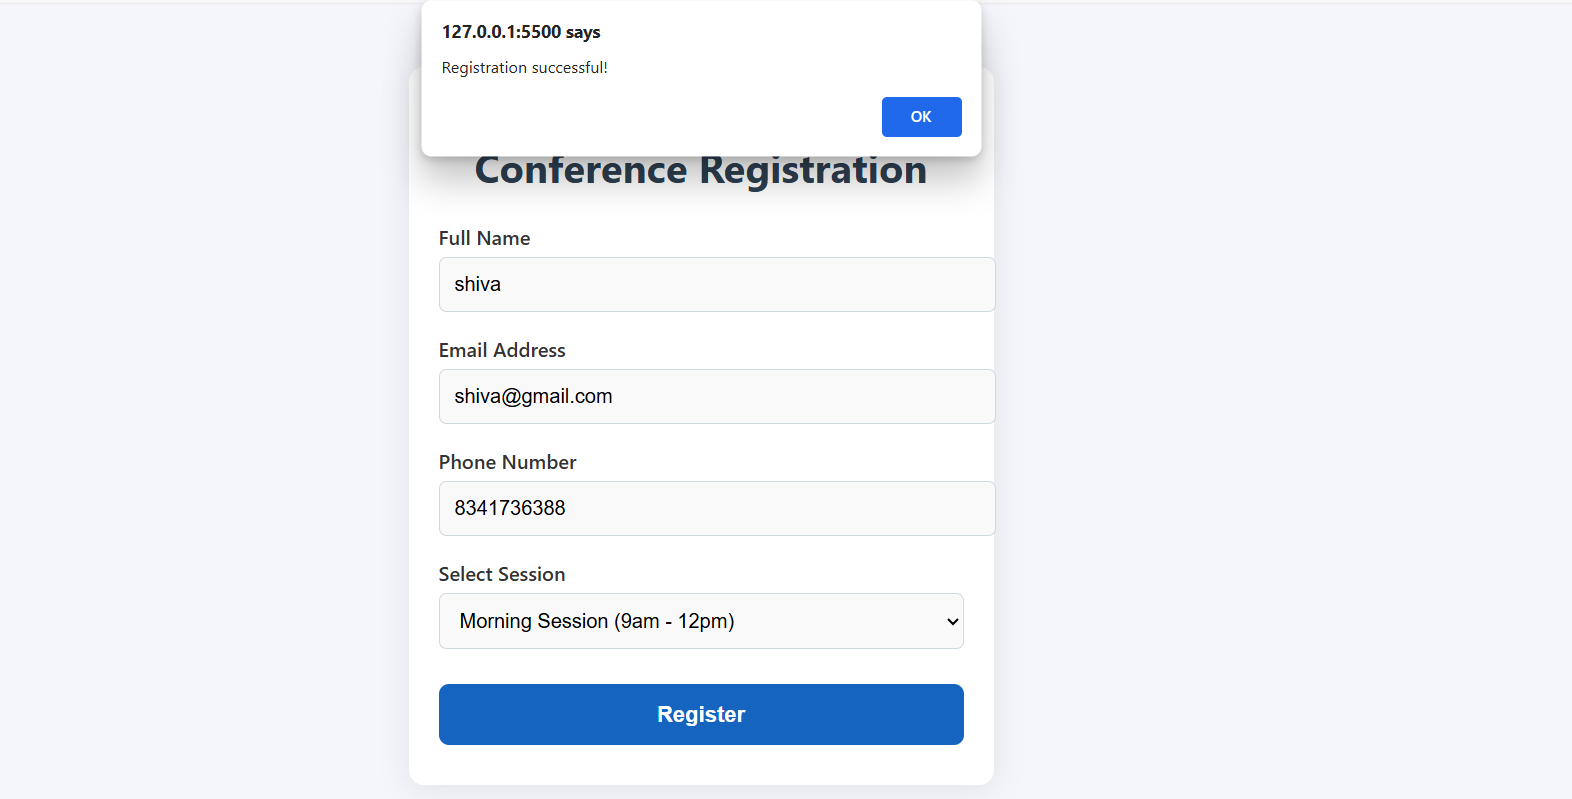 127.0.0.1:5500 says
Registration successful!
OK
Conference Registration
Full Name
shiva
Email Address
shiva@gmail.com
Phone Number
8341736388
Select Session
Morning Session (9am - 12pm)
Register